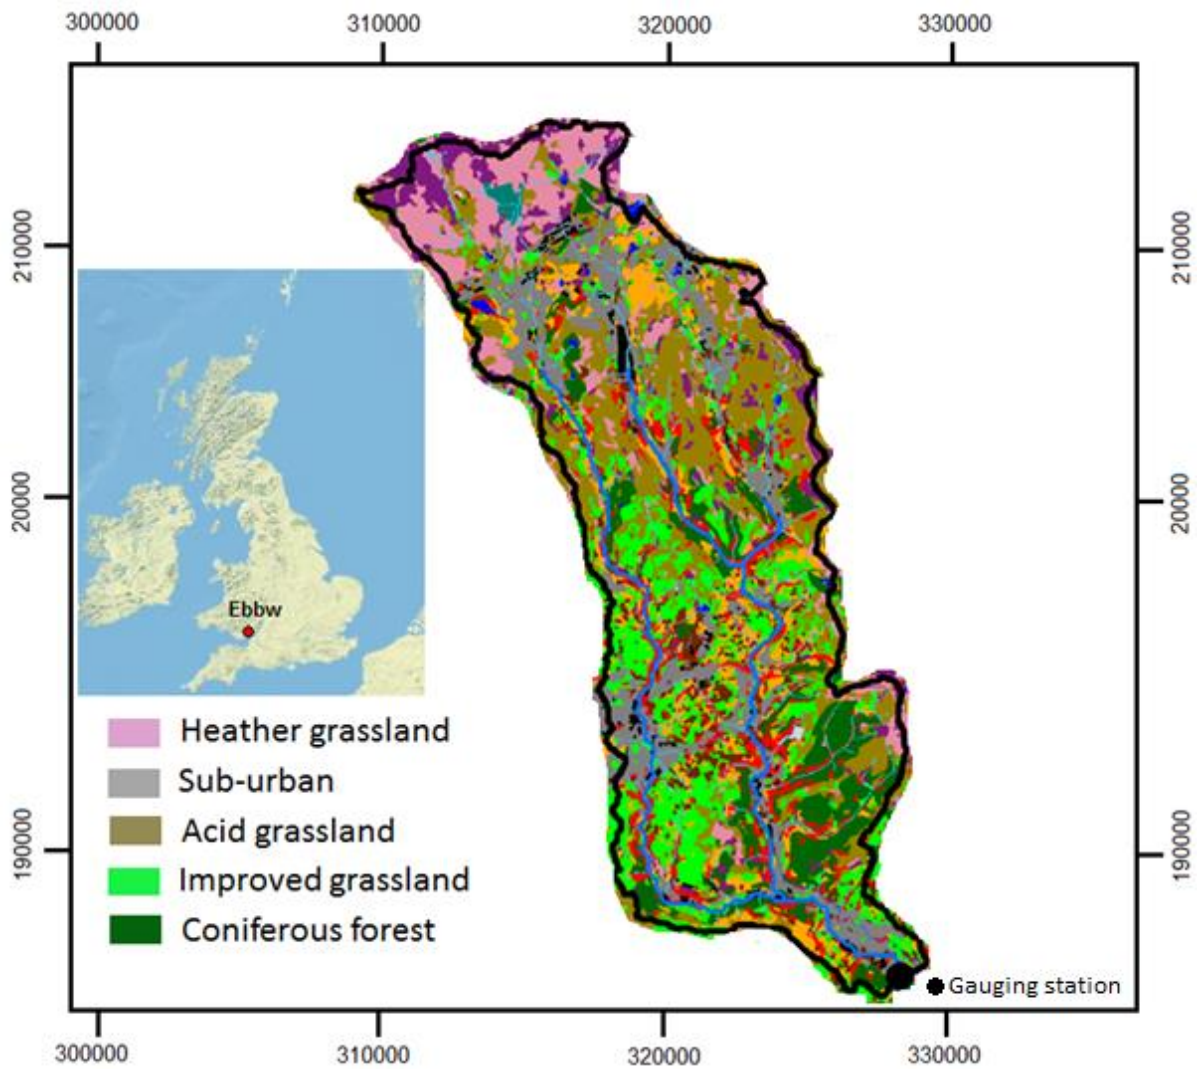 300000 310000 320000 330000
210000 210000
20000 20000
Ebbw
Heather grassland
Sub-urban
Acid grassland
190000 190000
Improved grassland
Coniferous forest
Gauging station
300000 310000 320000 330000